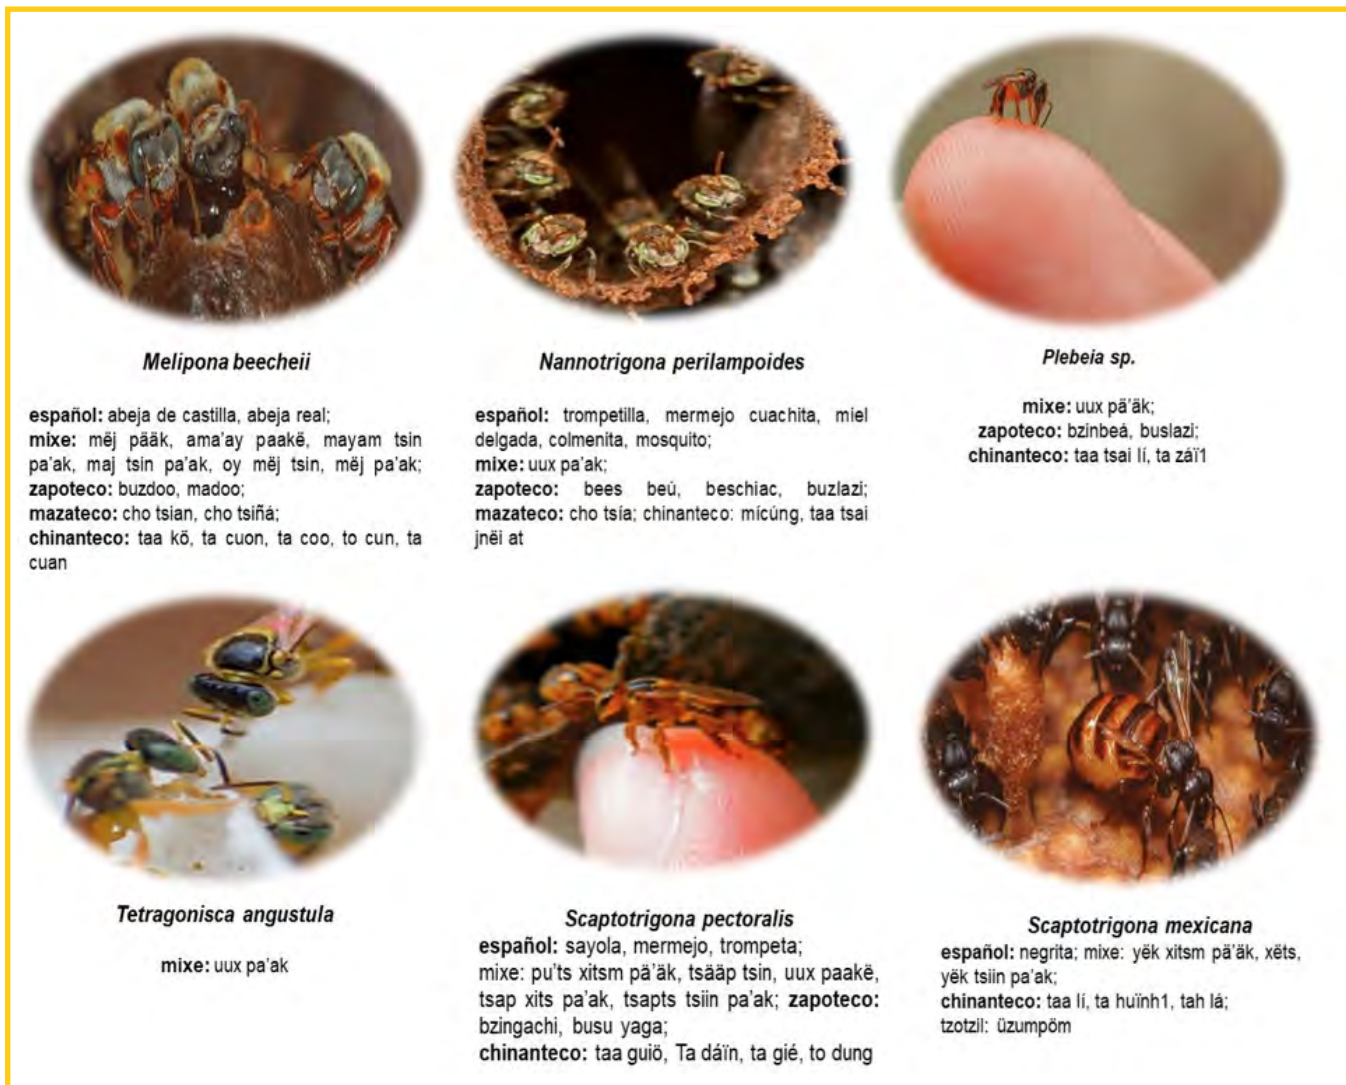 Melipona beecheii
español: abeja de castilla, abeja real;
mixe: mëj pääk, ama'ay paakë, mayam tsin
pa'ak, maj tsin pa'ak, oy mëj tsin, mëj pa'ak;
zapoteco: buzdoo, madoo;
mazateco: cho tsian, cho tsiñá;
chinanteco: taa kö, ta cuon, ta coo, to cun, ta
cuan
Nannotrigona perilampoides
español: trompetilla, mermejo cuachita, miel
delgada, colmenita, mosquito;
mixe: uux pa'ak;
zapoteco: bees beú, beschiac, buzlazi;
mazateco: cho tsía; chinanteco: mícúng, taa tsai
jnëi at
Plebeia sp.
mixe: uux pä'äk;
zapoteco: bzinbeá, buslazi;
chinanteco: taa tsai lí, ta záï1
Tetragonisca angustula
mixe: uux pa'ak
Scaptotrigona pectoralis
español: sayola, mermejo, trompeta;
mixe: pu'ts xitsm pä'äk, tsääp tsin, uux paakë,
tsap xits pa'ak, tsapts tsiin pa'ak; zapoteco:
bzingachi, busu yaga;
chinanteco: taa guiö, Ta dáïn, ta gié, to dung
Scaptotrigona mexicana
español: negrita; mixe: yëk xitsm pä'äk, xëts,
yëk tsiin pa'ak;
chinanteco: taa lí, ta huïnh1, tah lá;
tzotzil: üzumpöm